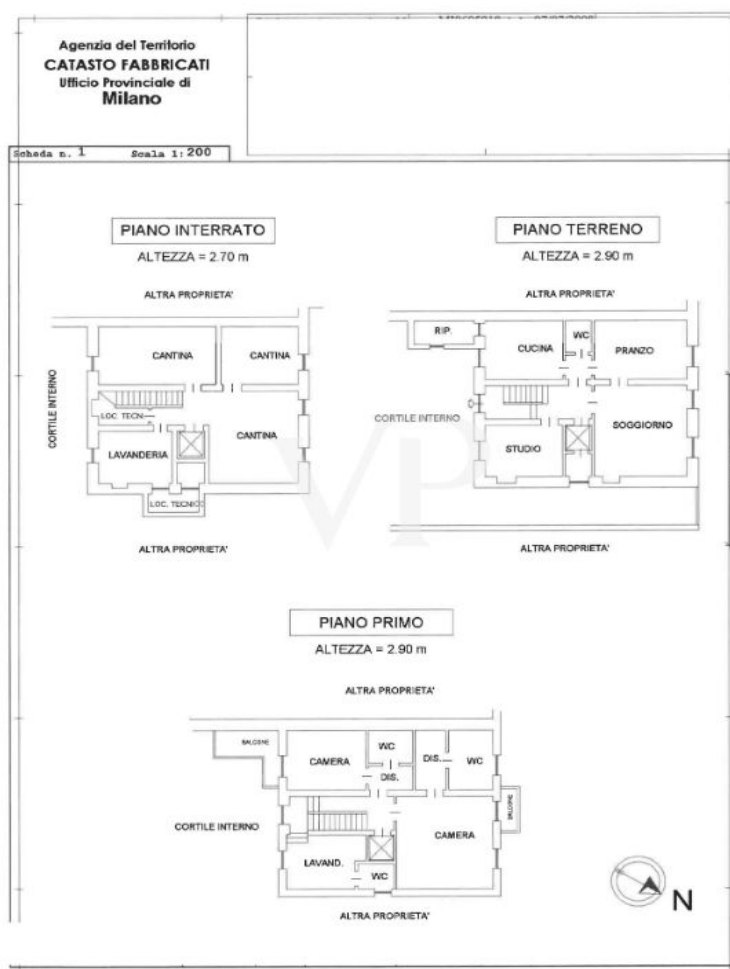 Agenzia del Territorio
CATASTO FABBRICATI
Ufficio Provinciale di
Milano
Scheda n. 1 Scala 1: 200
PIANO INTERRATO
ALTEZZA = 2.70 m
ALTRA PROPRIETA'
CANTINA
CANTINA
CORTILE INTERNO
LOC. TECN.
CANTINA
LAVANDERIA
LOC. TECNICO
ALTRA PROPRIETA'
PIANO TERRENO
ALTEZZA = 2.90 m
ALTRA PROPRIETA'
RIP.
WC
CUCINA
PRANZO
CORTILE INTERNO
SOGGIORNO
STUDIO
ALTRA PROPRIETA'
VP
PIANO PRIMO
ALTEZZA = 2.90 m
ALTRA PROPRIETA'
BALCONE
WC
CAMERA
DIS.
WC
DIS.
BALCONE
CORTILE INTERNO
CAMERA
LAVAND.
WC
N
ALTRA PROPRIETA'